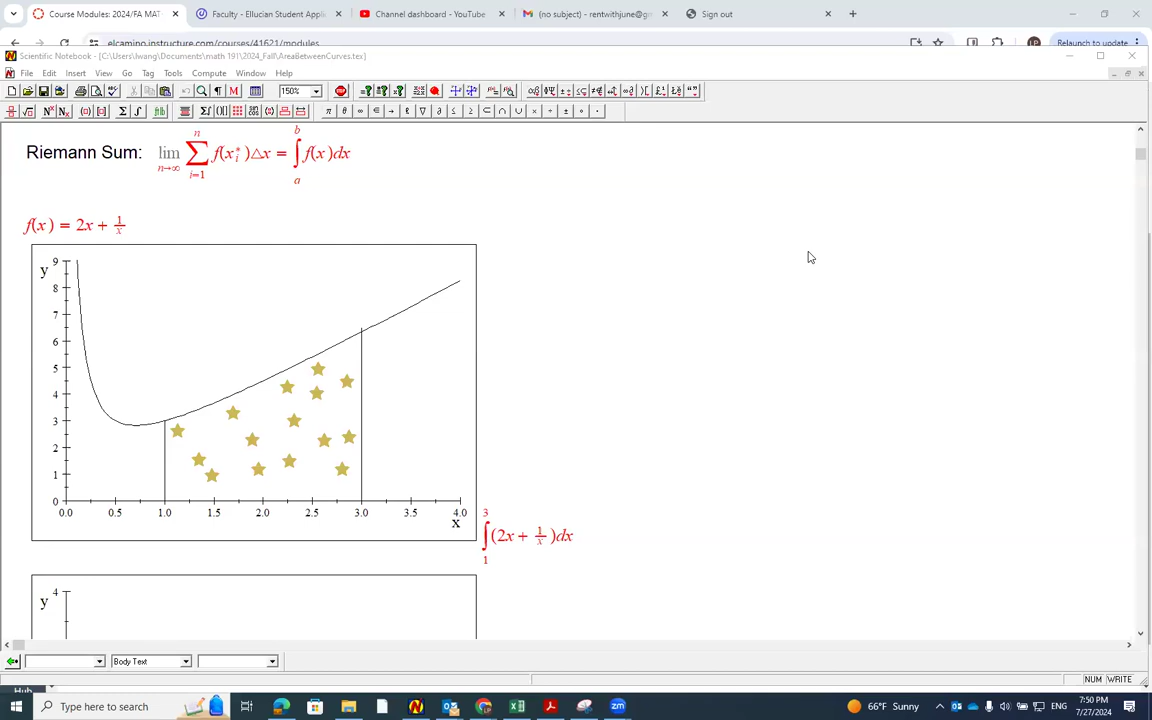 Course Modules: 2024/FA MAT
Faculty - Ellucian Student Appli
Channel dashboard - YouTube
(no subject) - rentwithjune@gm
Sign out
elcamino.instructure.com/courses/41621/modules
Relaunch to update
Scientific Notebook - [C:\Users\lwang\Documents\math 191\2024_Fall\AreaBetweenCurves.tex]
File Edit Insert View Go Tag Tools Compute Window Help
150%
Riemann Sum: lim n→∞ ∑ i=1 n f(x_i^*)△x = ∫ a b f(x)dx
f(x) = 2x + 1/x
y
9
8
7
6
5
4
3
2
1
0
0.0 0.5 1.0 1.5 2.0 2.5 3.0 3.5 4.0
x
∫ 1 3 (2x + 1/x)dx
4
y
Body Text
NUM WRITE
Hub
Type here to search
66°F Sunny
ENG
7:50 PM
7/27/2024